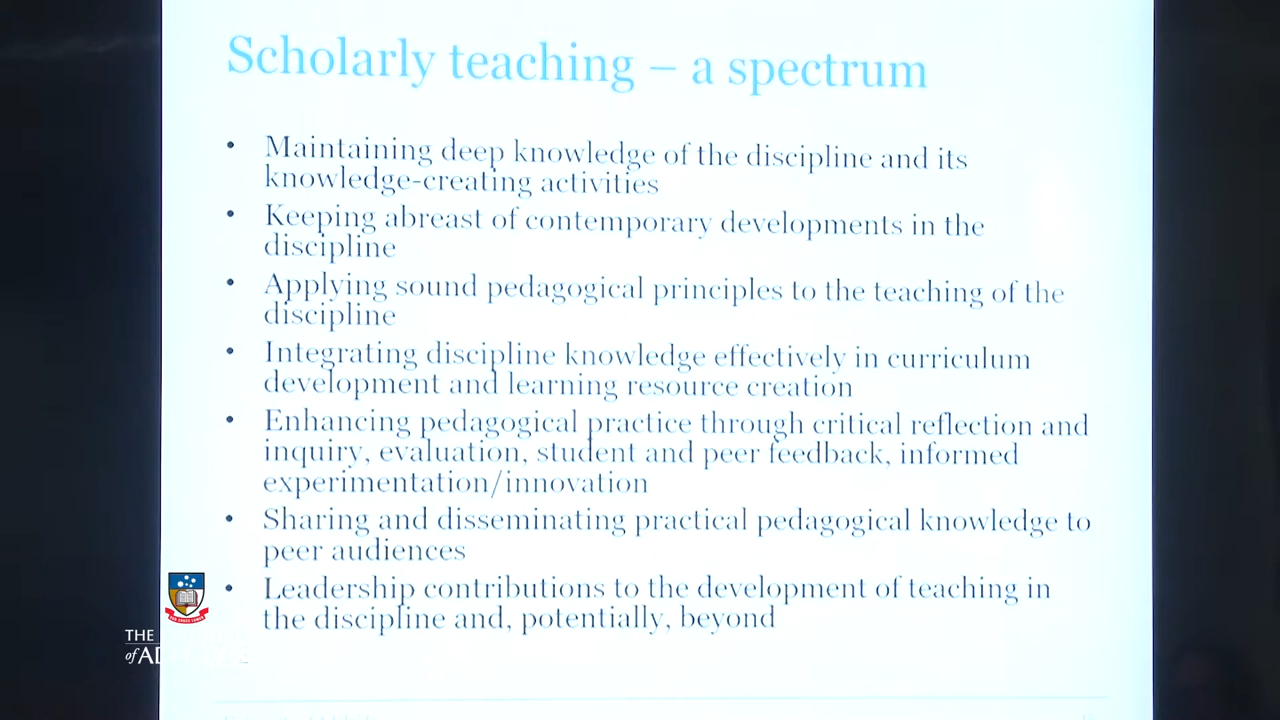 Scholarly teaching – a spectrum
• Maintaining deep knowledge of the discipline and its
knowledge-creating activities
• Keeping abreast of contemporary developments in the
discipline
• Applying sound pedagogical principles to the teaching of the
discipline
• Integrating discipline knowledge effectively in curriculum
development and learning resource creation
• Enhancing pedagogical practice through critical reflection and
inquiry, evaluation, student and peer feedback, informed
experimentation/innovation
• Sharing and disseminating practical pedagogical knowledge to
peer audiences
• Leadership contributions to the development of teaching in
the discipline and, potentially, beyond
THE
of